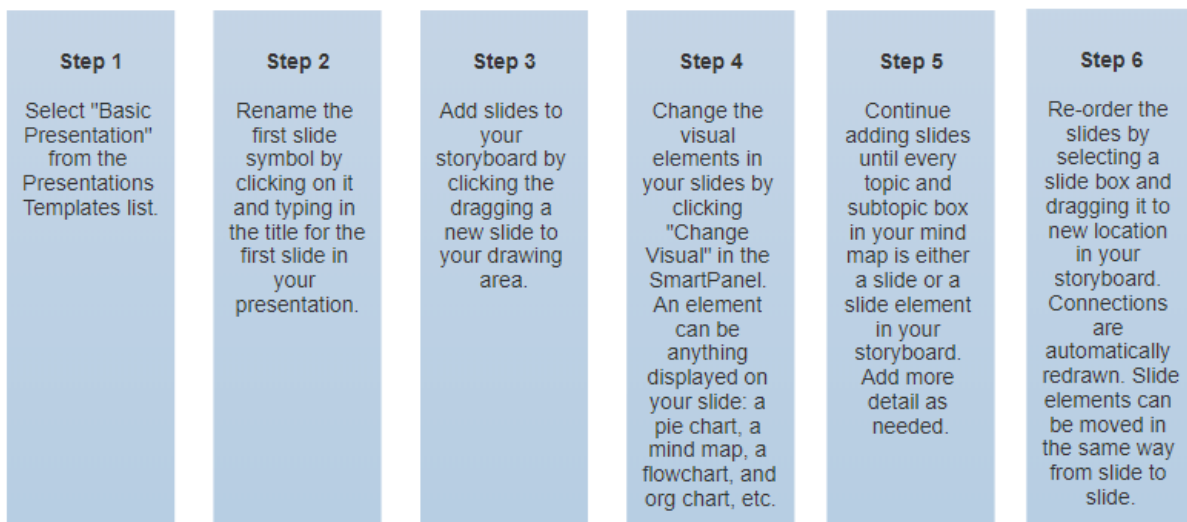 Step 1
Select "Basic
Presentation"
from the
Presentations
Templates list.
Step 2
Rename the
first slide
symbol by
clicking on it
and typing in
the title for the
first slide in
your
presentation.
Step 3
Add slides to
your
storyboard by
clicking the
dragging a
new slide to
your drawing
area.
Step 4
Change the
visual
elements in
your slides by
clicking
"Change
Visual" in the
SmartPanel.
An element
can be
anything
displayed on
your slide: a
pie chart, a
mind map, a
flowchart, and
org chart, etc.
Step 5
Continue
adding slides
until every
topic and
subtopic box
in your mind
map is either
a slide or a
slide element
in your
storyboard.
Add more
detail as
needed.
Step 6
Re-order the
slides by
selecting a
slide box and
dragging it to
new location
in your
storyboard.
Connections
are
automatically
redrawn. Slide
elements can
be moved in
the same way
from slide to
slide.